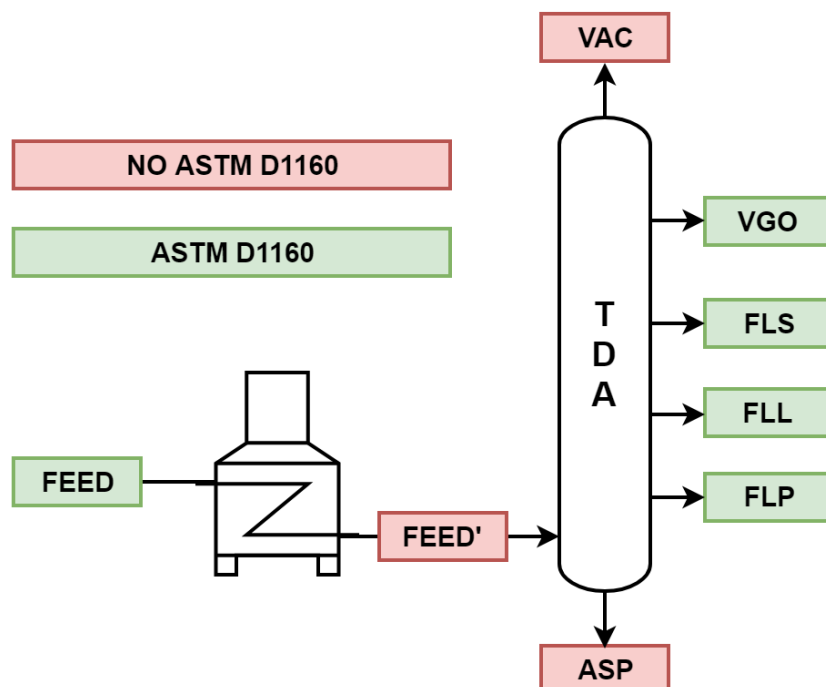 VAC
NO ASTM D1160
VGO
ASTM D1160
T
D
A
FLS
FLL
FEED
FLP
FEED'
ASP